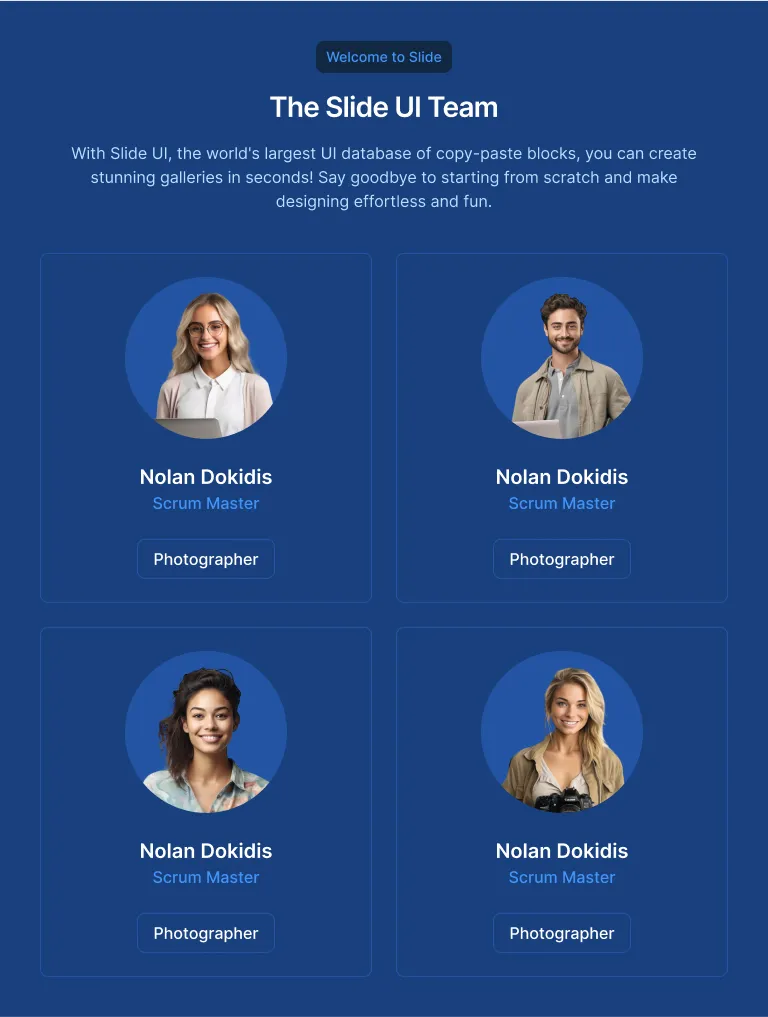 Welcome to Slide
The Slide UI Team
With Slide UI, the world's largest UI database of copy-paste blocks, you can create
stunning galleries in seconds! Say goodbye to starting from scratch and make
designing effortless and fun.
Nolan Dokidis
Scrum Master
Photographer
Nolan Dokidis
Scrum Master
Photographer
Nolan Dokidis
Scrum Master
Photographer
Nolan Dokidis
Scrum Master
Photographer